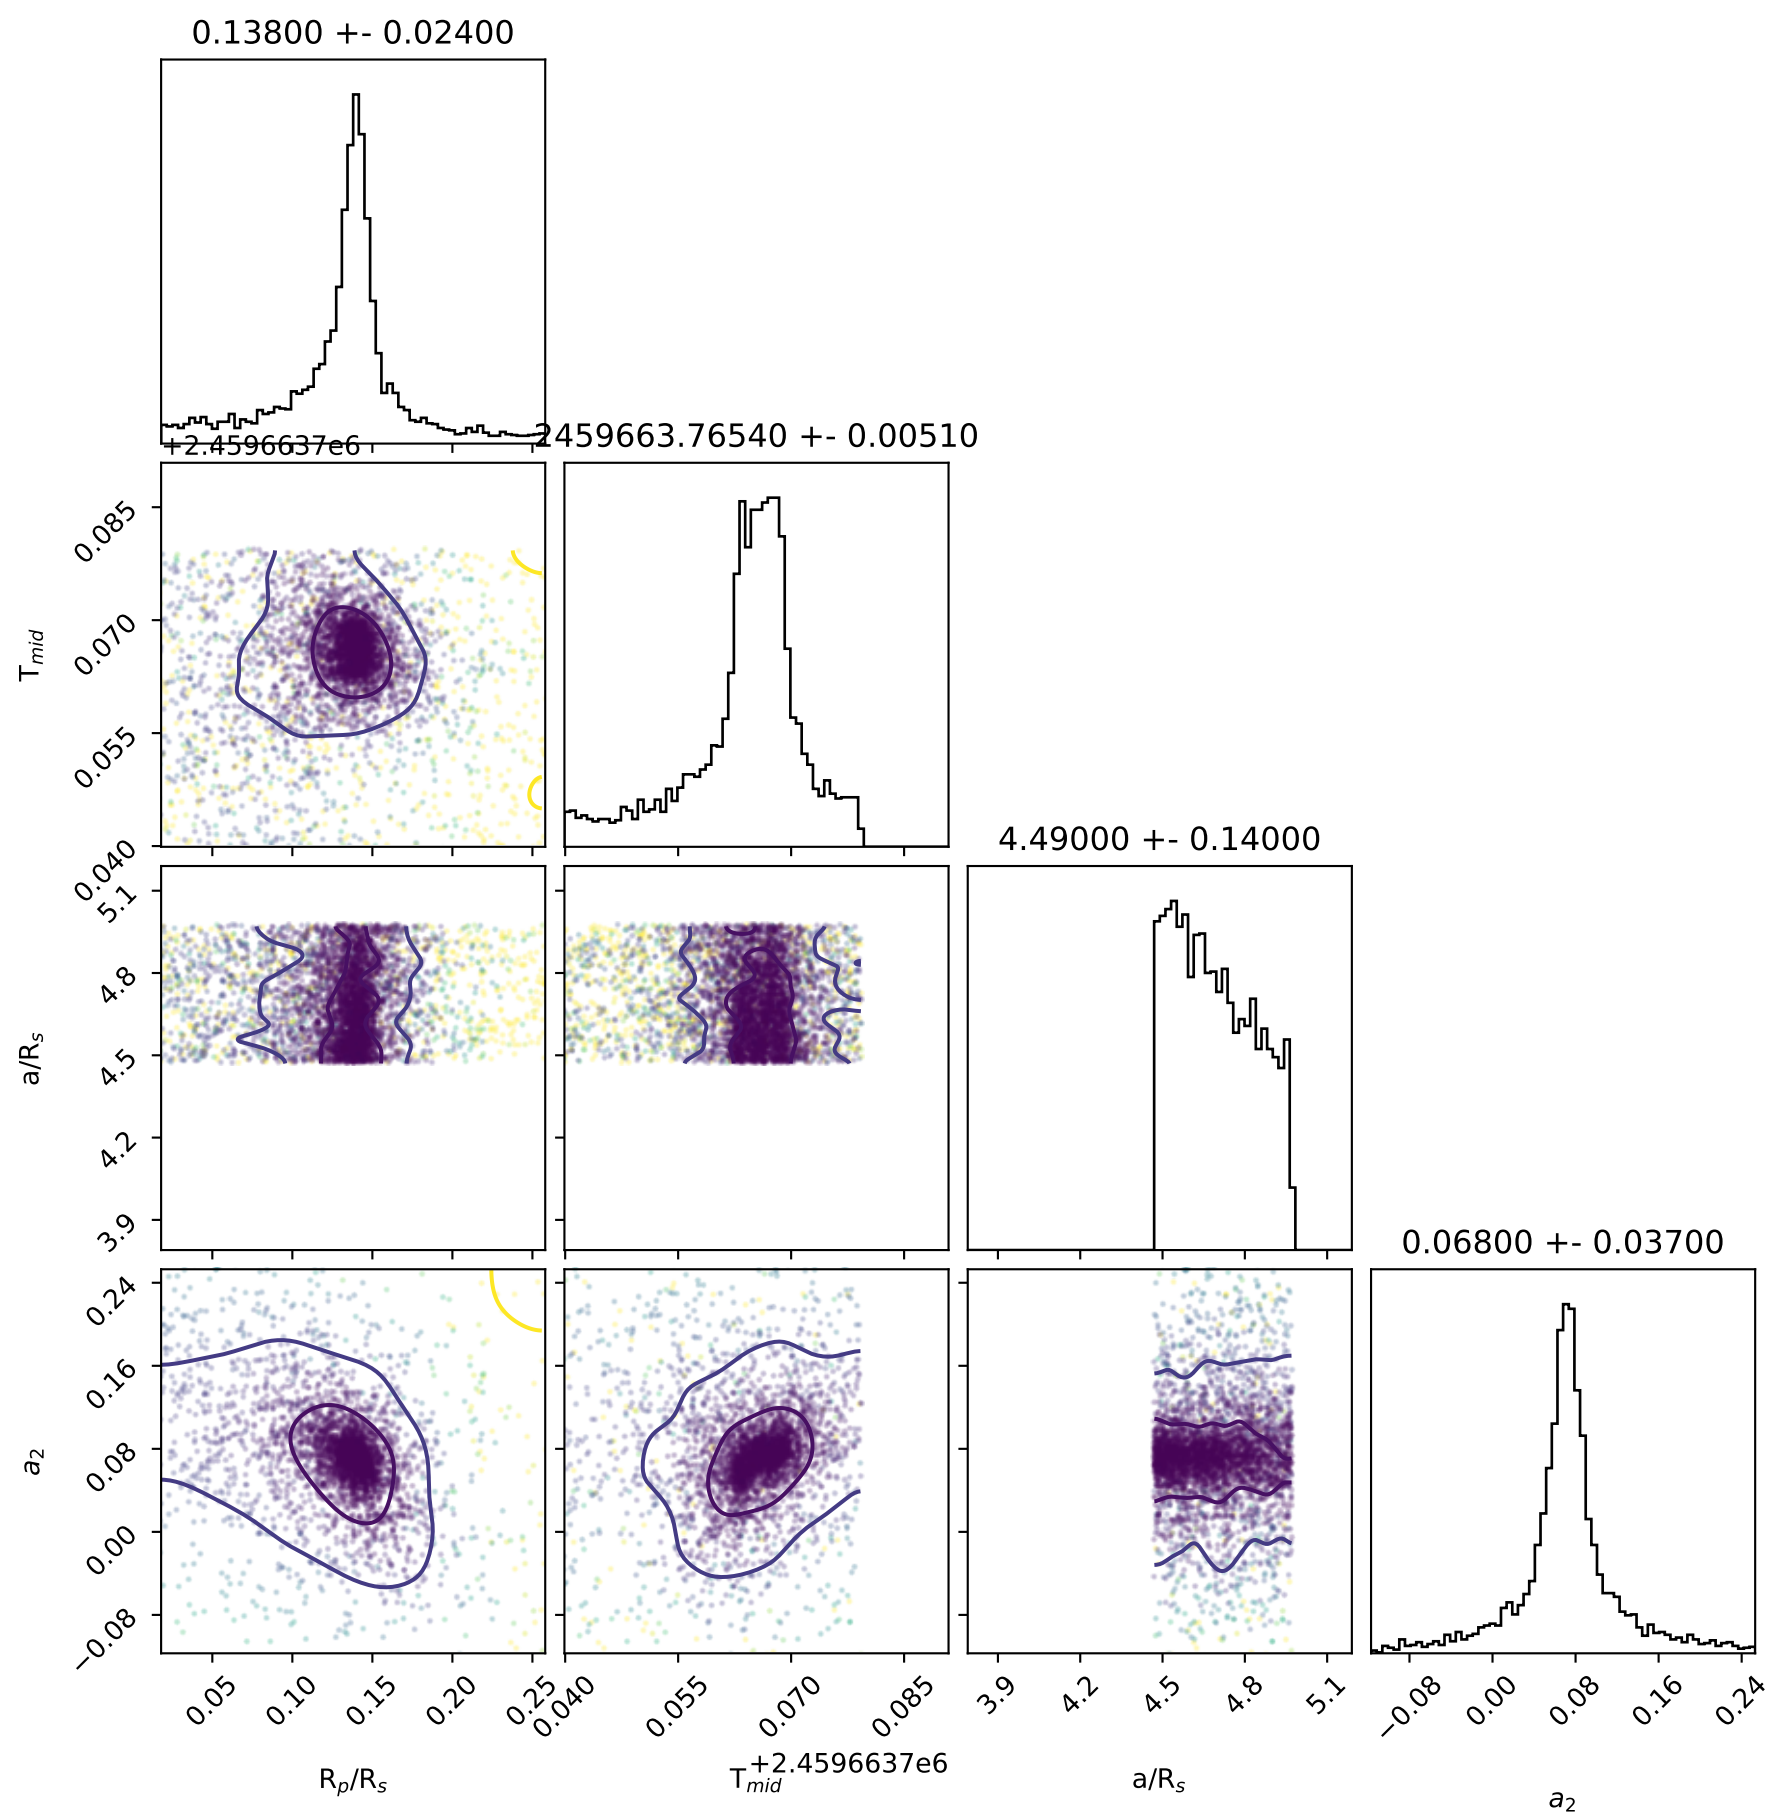 0.13800 +- 0.02400
+2.4596637e6
2459663.76540 +- 0.00510
0.085
0.070
0.055
0.040
T_mid
4.49000 +- 0.14000
5.1
4.8
4.5
4.2
3.9
a/R_s
0.06800 +- 0.03700
0.24
0.16
0.08
0.00
−0.08
a_2
0.05 0.10 0.15 0.20 0.25
0.040 0.055 0.070 0.085
3.9 4.2 4.5 4.8 5.1
−0.08 0.00 0.08 0.16 0.24
+2.4596637e6
R_p/R_s
T_mid
a/R_s
a_2